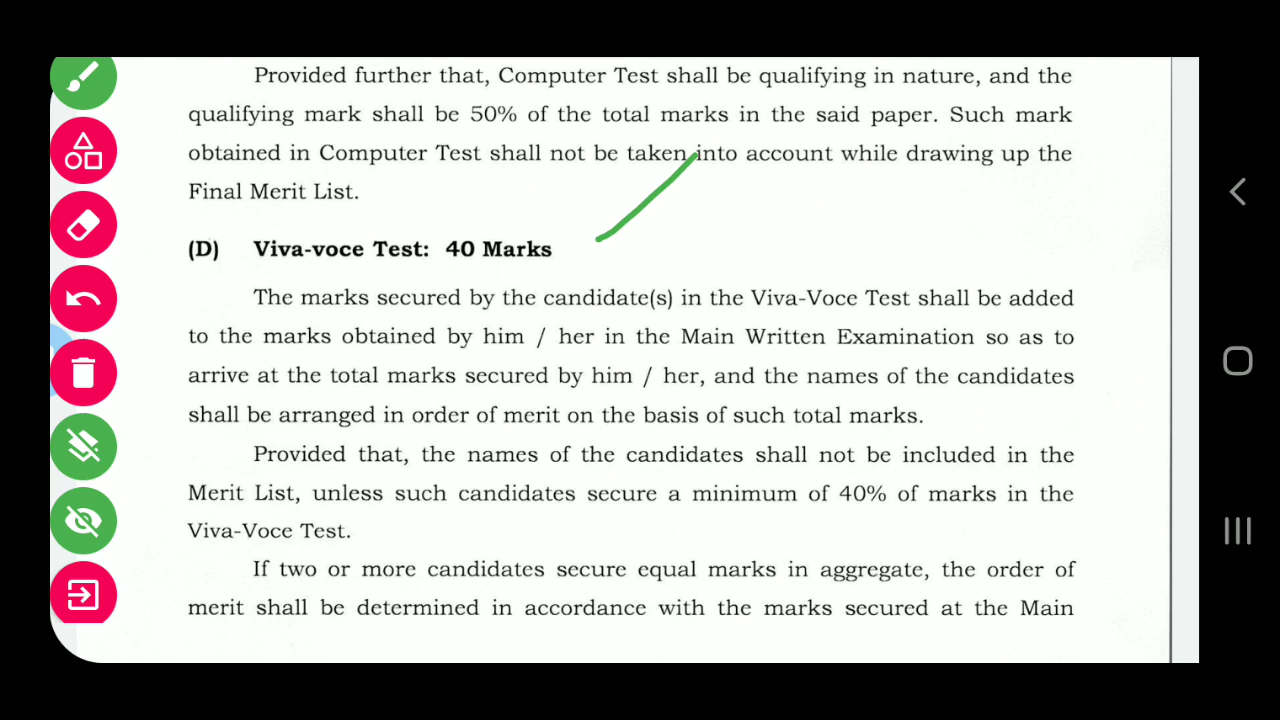 Provided further that, Computer Test shall be qualifying in nature, and the
qualifying mark shall be 50% of the total marks in the said paper. Such mark
obtained in Computer Test shall not be taken into account while drawing up the
Final Merit List.
(D) Viva-voce Test: 40 Marks
The marks secured by the candidate(s) in the Viva-Voce Test shall be added
to the marks obtained by him / her in the Main Written Examination so as to
arrive at the total marks secured by him / her, and the names of the candidates
shall be arranged in order of merit on the basis of such total marks.
Provided that, the names of the candidates shall not be included in the
Merit List, unless such candidates secure a minimum of 40% of marks in the
Viva-Voce Test.
If two or more candidates secure equal marks in aggregate, the order of
merit shall be determined in accordance with the marks secured at the Main